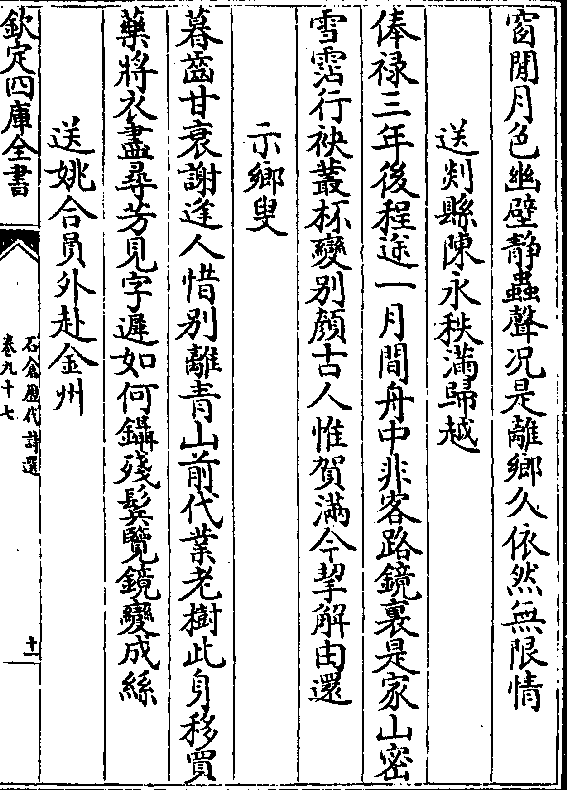 窗閒月色幽壁静蟲聲况是離鄉久依然無限情
送剡縣陳永秩滿歸越
俸禄三年後程途一月間舟中非客路鏡裏是家山密
雪霑行袂叢杯變别顔古人惟賀滿今挈解由還
示鄉叟
暮齒甘衰謝逢人惜别離青山前代業老樹此身移買
藥將衣盡尋芳見字遲如何鑷殘鬂覽鏡變成絲
送姚合員外赴金州
欽定四庫全書
石倉歷代詩選
卷九十七
十一